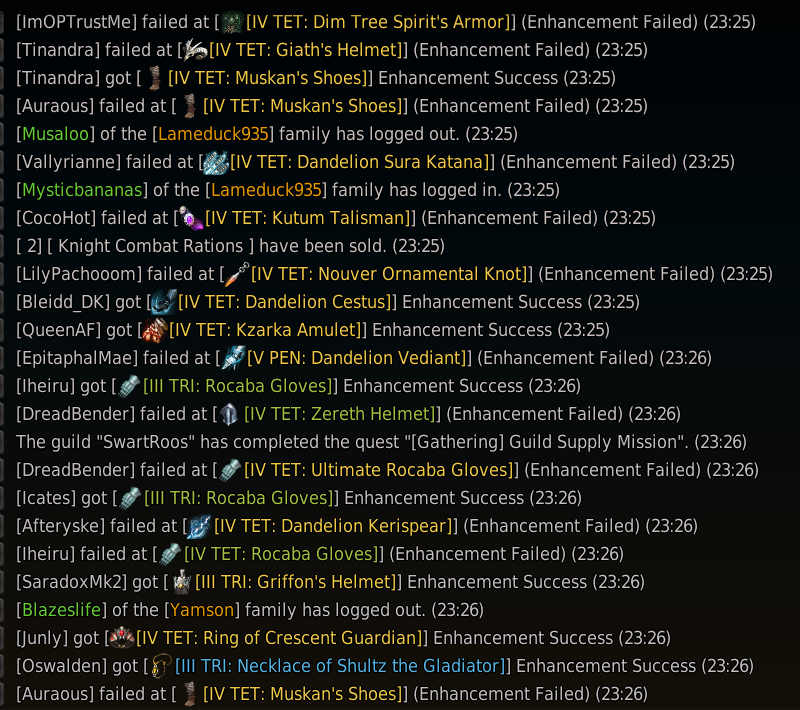 [ImOPTrustMe] failed at [[IV TET: Dim Tree Spirit's Armor]] (Enhancement Failed) (23:25)
[Tinandra] failed at [[IV TET: Giath's Helmet]] (Enhancement Failed) (23:25)
[Tinandra] got [[IV TET: Muskan's Shoes]] Enhancement Success (23:25)
[Auraous] failed at [[IV TET: Muskan's Shoes]] (Enhancement Failed) (23:25)
[Musaloo] of the [Lameduck935] family has logged out. (23:25)
[Vallyrianne] failed at [[IV TET: Dandelion Sura Katana]] (Enhancement Failed) (23:25)
[Mysticbananas] of the [Lameduck935] family has logged in. (23:25)
[CocoHot] failed at [[IV TET: Kutum Talisman]] (Enhancement Failed) (23:25)
[ 2] [ Knight Combat Rations ] have been sold. (23:25)
[LilyPachooom] failed at [[IV TET: Nouver Ornamental Knot]] (Enhancement Failed) (23:25)
[Bleidd_DK] got [[IV TET: Dandelion Cestus]] Enhancement Success (23:25)
[QueenAF] got [[IV TET: Kzarka Amulet]] Enhancement Success (23:25)
[EpitaphalMae] failed at [[V PEN: Dandelion Vediant]] (Enhancement Failed) (23:26)
[Iheiru] got [[III TRI: Rocaba Gloves]] Enhancement Success (23:26)
[DreadBender] failed at [[IV TET: Zereth Helmet]] (Enhancement Failed) (23:26)
The guild "SwartRoos" has completed the quest "[Gathering] Guild Supply Mission". (23:26)
[DreadBender] failed at [[IV TET: Ultimate Rocaba Gloves]] (Enhancement Failed) (23:26)
[Icates] got [[III TRI: Rocaba Gloves]] Enhancement Success (23:26)
[Afteryske] failed at [[IV TET: Dandelion Kerispear]] (Enhancement Failed) (23:26)
[Iheiru] failed at [[IV TET: Rocaba Gloves]] (Enhancement Failed) (23:26)
[SaradoxMk2] got [[III TRI: Griffon's Helmet]] Enhancement Success (23:26)
[Blazeslife] of the [Yamson] family has logged out. (23:26)
[Junly] got [[IV TET: Ring of Crescent Guardian]] Enhancement Success (23:26)
[Oswalden] got [[III TRI: Necklace of Shultz the Gladiator]] Enhancement Success (23:26)
[Auraous] failed at [[IV TET: Muskan's Shoes]] (Enhancement Failed) (23:26)